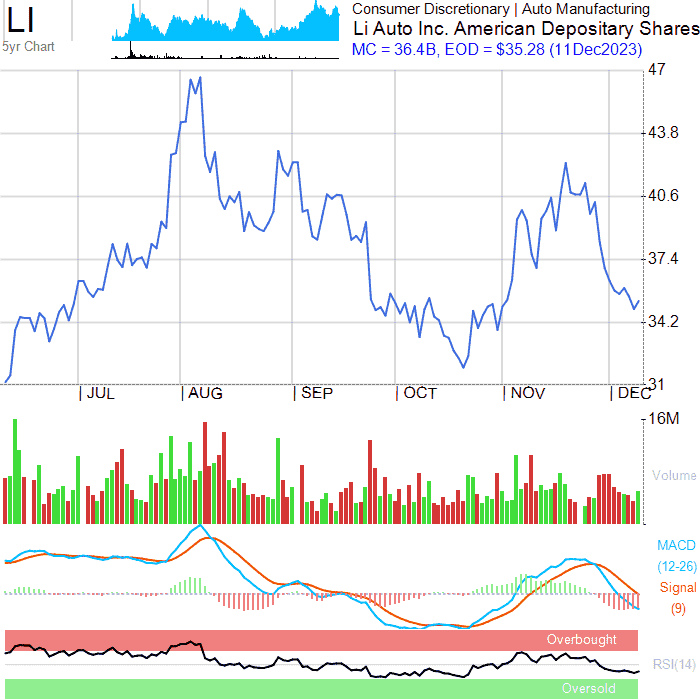 LI
5yr Chart
Consumer Discretionary | Auto Manufacturing
Li Auto Inc. American Depositary Shares
MC = 36.4B, EOD = $35.28 (11Dec2023)
47
43.8
40.6
37.4
34.2
31
| JUL | AUG | SEP | OCT | NOV | DEC
16M
Volume
MACD
(12-26)
Signal
(9)
Overbought
RSI(14)
Oversold